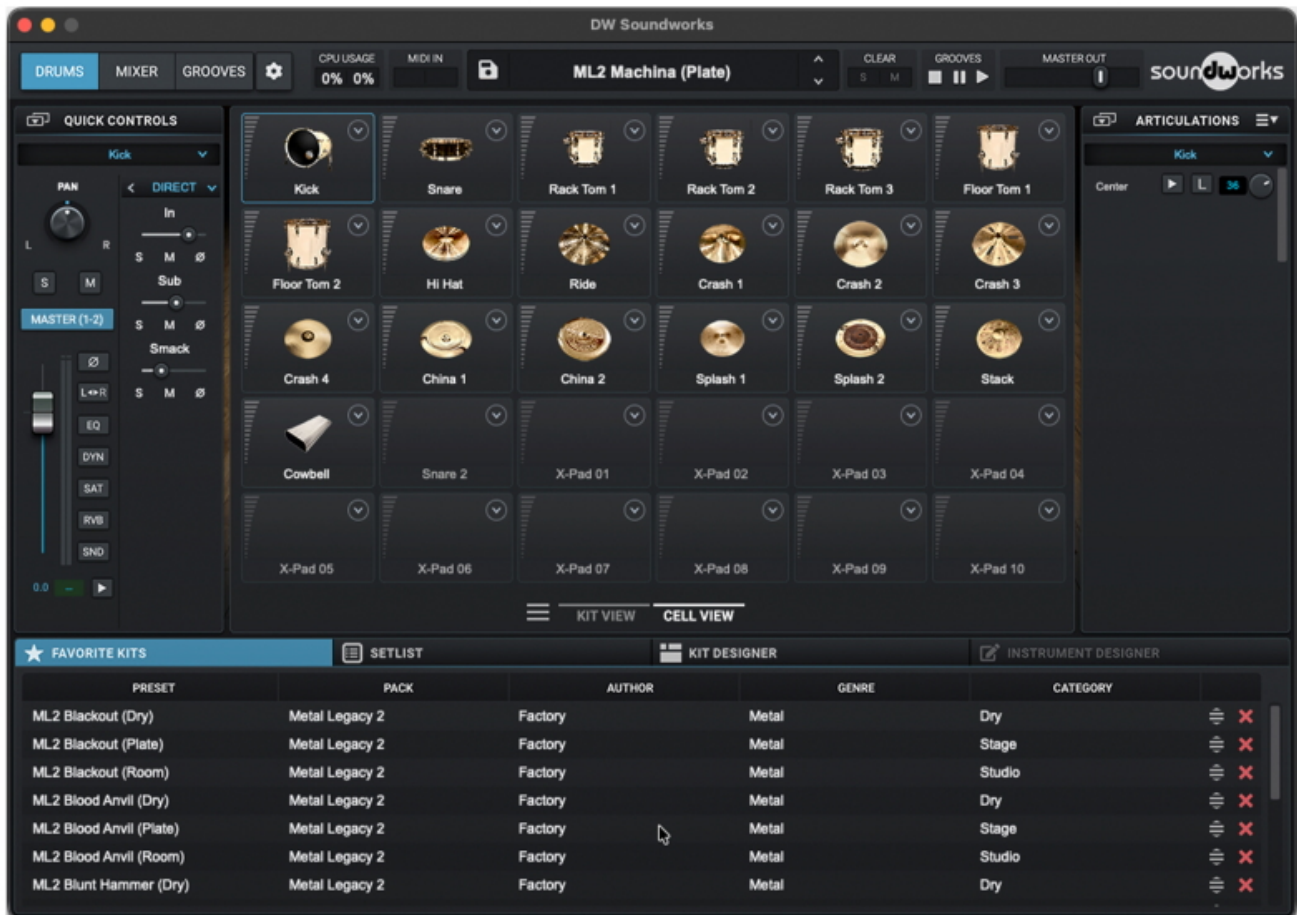 DW Soundworks
DRUMS MIXER GROOVES CPU USAGE 0% 0% MIDI IN ML2 Machina (Plate) CLEAR S M GROOVES MASTER OUT soundworks
QUICK CONTROLS
Kick
PAN
L R
S M
MASTER (1-2)
Ø
L R
EQ
DYN
SAT
RVB
SND
0.0 –
< DIRECT
In
S M Ø
Sub
S M Ø
Smack
S M Ø
Kick Snare Rack Tom 1 Rack Tom 2 Rack Tom 3 Floor Tom 1
Floor Tom 2 Hi Hat Ride Crash 1 Crash 2 Crash 3
Crash 4 China 1 China 2 Splash 1 Splash 2 Stack
Cowbell Snare 2 X-Pad 01 X-Pad 02 X-Pad 03 X-Pad 04
X-Pad 05 X-Pad 06 X-Pad 07 X-Pad 08 X-Pad 09 X-Pad 10
KIT VIEW CELL VIEW
ARTICULATIONS
Kick
Center L 36
FAVORITE KITS SETLIST KIT DESIGNER INSTRUMENT DESIGNER
PRESET PACK AUTHOR GENRE CATEGORY
ML2 Blackout (Dry) Metal Legacy 2 Factory Metal Dry
ML2 Blackout (Plate) Metal Legacy 2 Factory Metal Stage
ML2 Blackout (Room) Metal Legacy 2 Factory Metal Studio
ML2 Blood Anvil (Dry) Metal Legacy 2 Factory Metal Dry
ML2 Blood Anvil (Plate) Metal Legacy 2 Factory Metal Stage
ML2 Blood Anvil (Room) Metal Legacy 2 Factory Metal Studio
ML2 Blunt Hammer (Dry) Metal Legacy 2 Factory Metal Dry